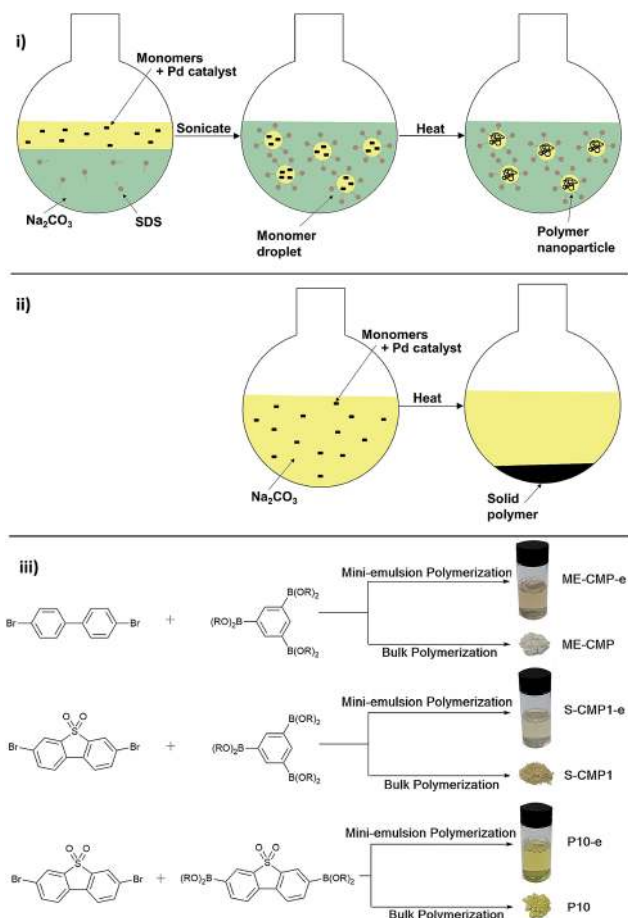 i)
Monomers
+ Pd catalyst
Sonicate
Heat
Na₂CO₃
SDS
Monomer
droplet
Polymer
nanoparticle
ii)
Monomers
+ Pd catalyst
Heat
Na₂CO₃
Solid
polymer
iii)
Br
Br
+
(RO)₂B
B(OR)₂
B(OR)₂
Mini-emulsion Polymerization
ME-CMP-e
Bulk Polymerization
ME-CMP
O O
S
Br
Br
+
(RO)₂B
B(OR)₂
B(OR)₂
Mini-emulsion Polymerization
S-CMP1-e
Bulk Polymerization
S-CMP1
O O
S
Br
Br
+
O O
S
(RO)₂B
B(OR)₂
Mini-emulsion Polymerization
P10-e
Bulk Polymerization
P10